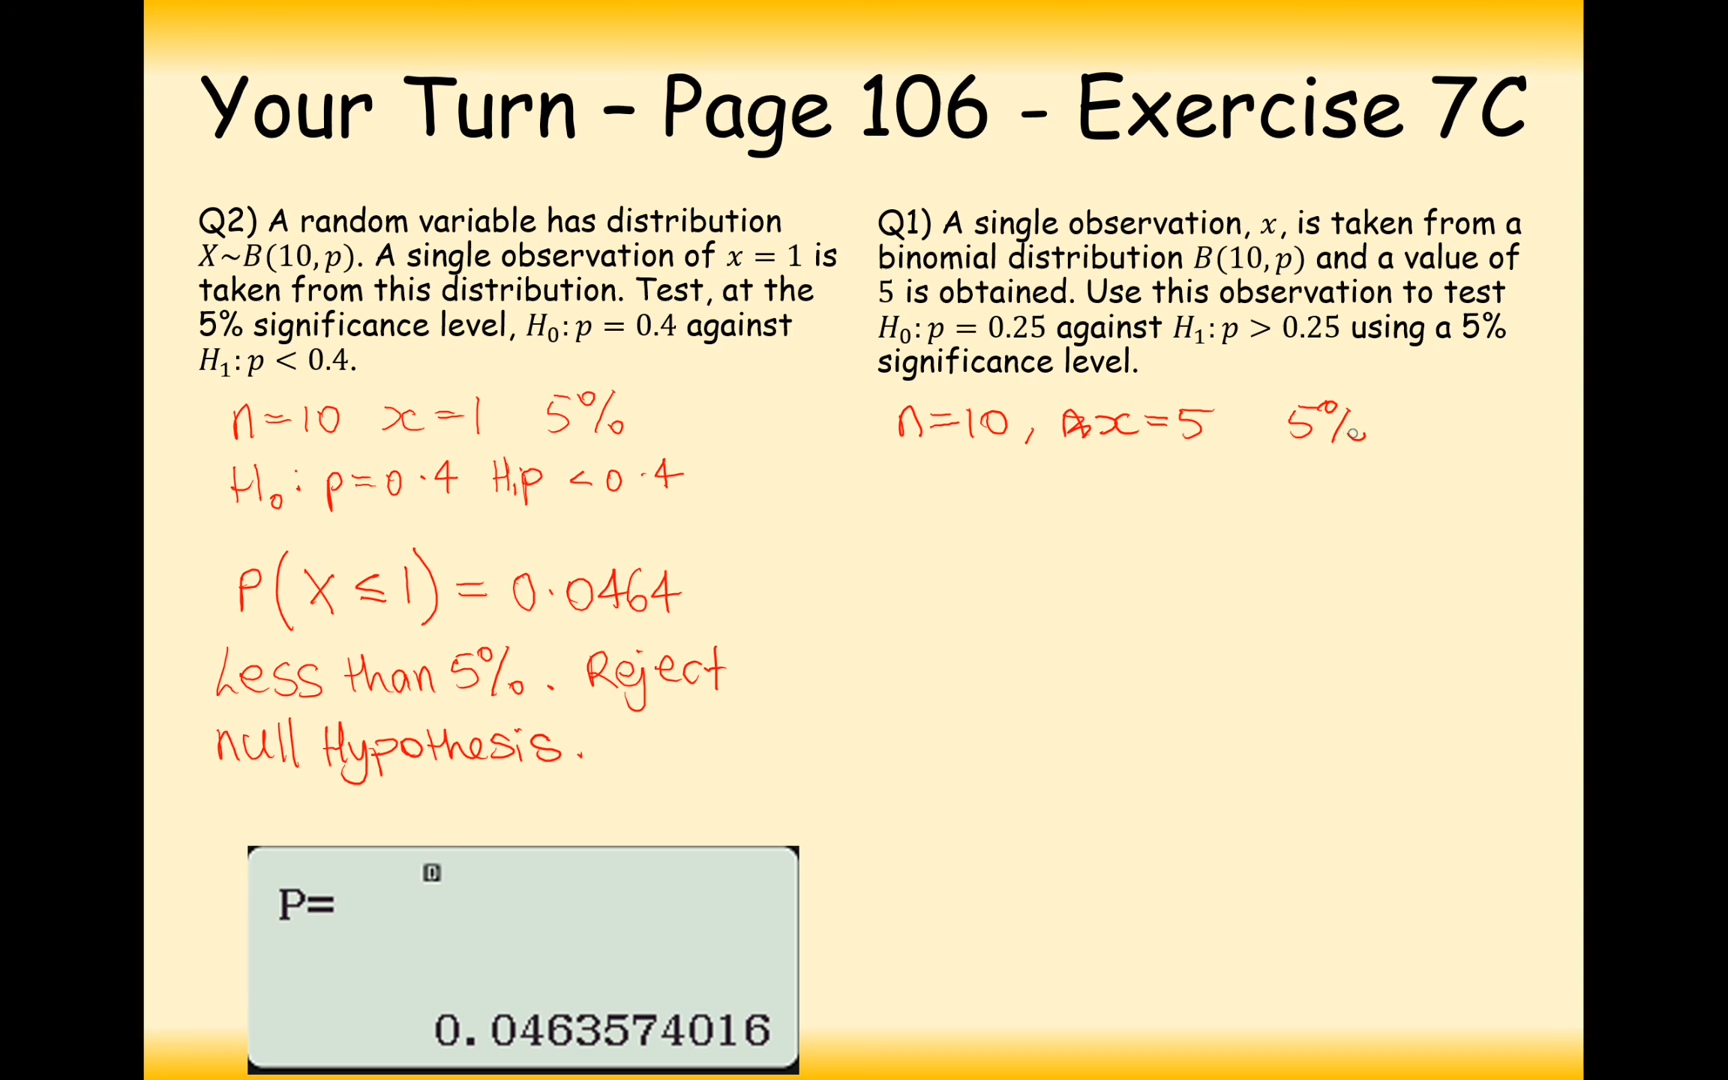 Your Turn – Page 106 - Exercise 7C
Q2) A random variable has distribution
X~B(10, p). A single observation of x = 1 is
taken from this distribution. Test, at the
5% significance level, H₀: p = 0.4 against
H₁: p < 0.4.
n=10 x=1 5%
H₀: p=0.4 H₁p <0.4
P(X≤1)=0.0464
Less than 5%. Reject
null Hypothesis.
P=
0.0463574016
Q1) A single observation, x, is taken from a
binomial distribution B(10, p) and a value of
5 is obtained. Use this observation to test
H₀: p = 0.25 against H₁: p > 0.25 using a 5%
significance level.
n=10, x=5 5%